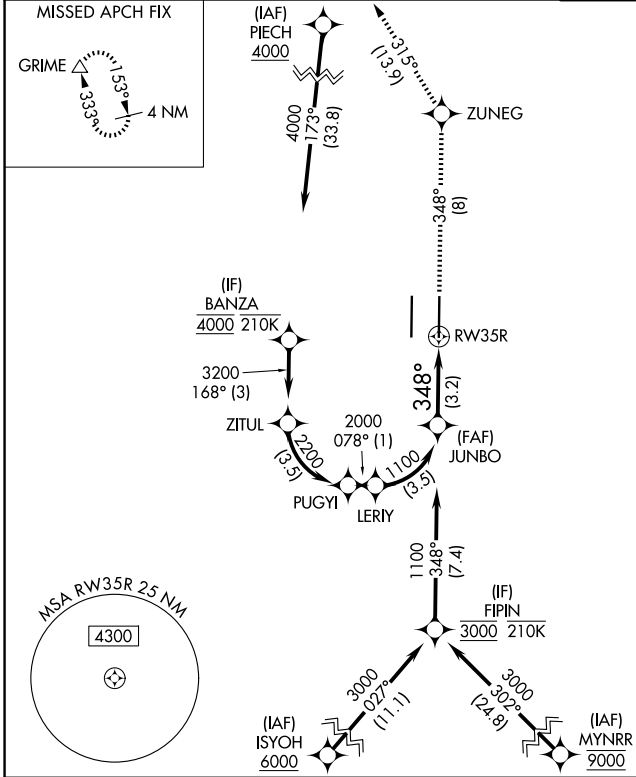 MISSED APCH FIX
GRIME
153°
333°
4 NM
(IAF)
PIECH
4000
4000
173°
(33.8)
315°
(13.9)
ZUNEG
348°
(8)
(IF)
BANZA
4000 210K
3200
168° (3)
ZITUL
2200
(3.5)
PUGYI
2000
078° (1)
LERIY
1100
(3.5)
RW35R
348°
(3.2)
(FAF)
JUNBO
1100
348°
(7.4)
(IF)
FIPIN
3000 210K
MSA RW35R 25 NM
4300
3000
027°
(11.1)
(IAF)
ISYOH
6000
3000
302°
(24.8)
(IAF)
MYNRR
9000